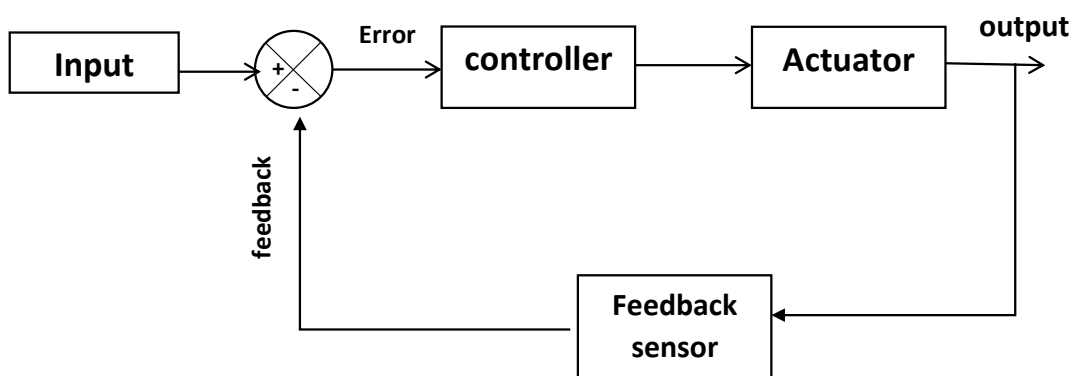 Input
+
-
Error
controller
Actuator
output
feedback
Feedback
sensor